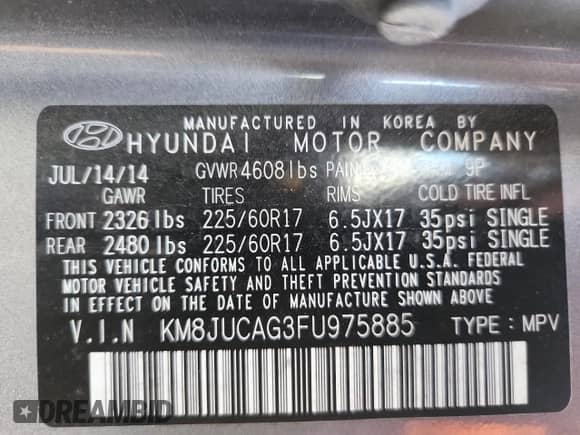 MANUFACTURED IN KOREA BY
HYUNDAI MOTOR COMPANY
JUL/14/14 GVWR 4608lbs PAIN 9P
GAWR TIRES RIMS COLD TIRE INFL
FRONT 2326 lbs 225/60R17 6.5JX17 35psi SINGLE
REAR 2480 lbs 225/60R17 6.5JX17 35psi SINGLE
THIS VEHICLE CONFORMS TO ALL APPLICABLE U.S.A. FEDERAL
MOTOR VEHICLE SAFETY AND THEFT PREVENTION STANDARDS
IN EFFECT ON THE DATE OF MANUFACTURE SHOWN ABOVE.
V.I.N KM8JUCAG3FU975885 TYPE : MPV
DREAMBID